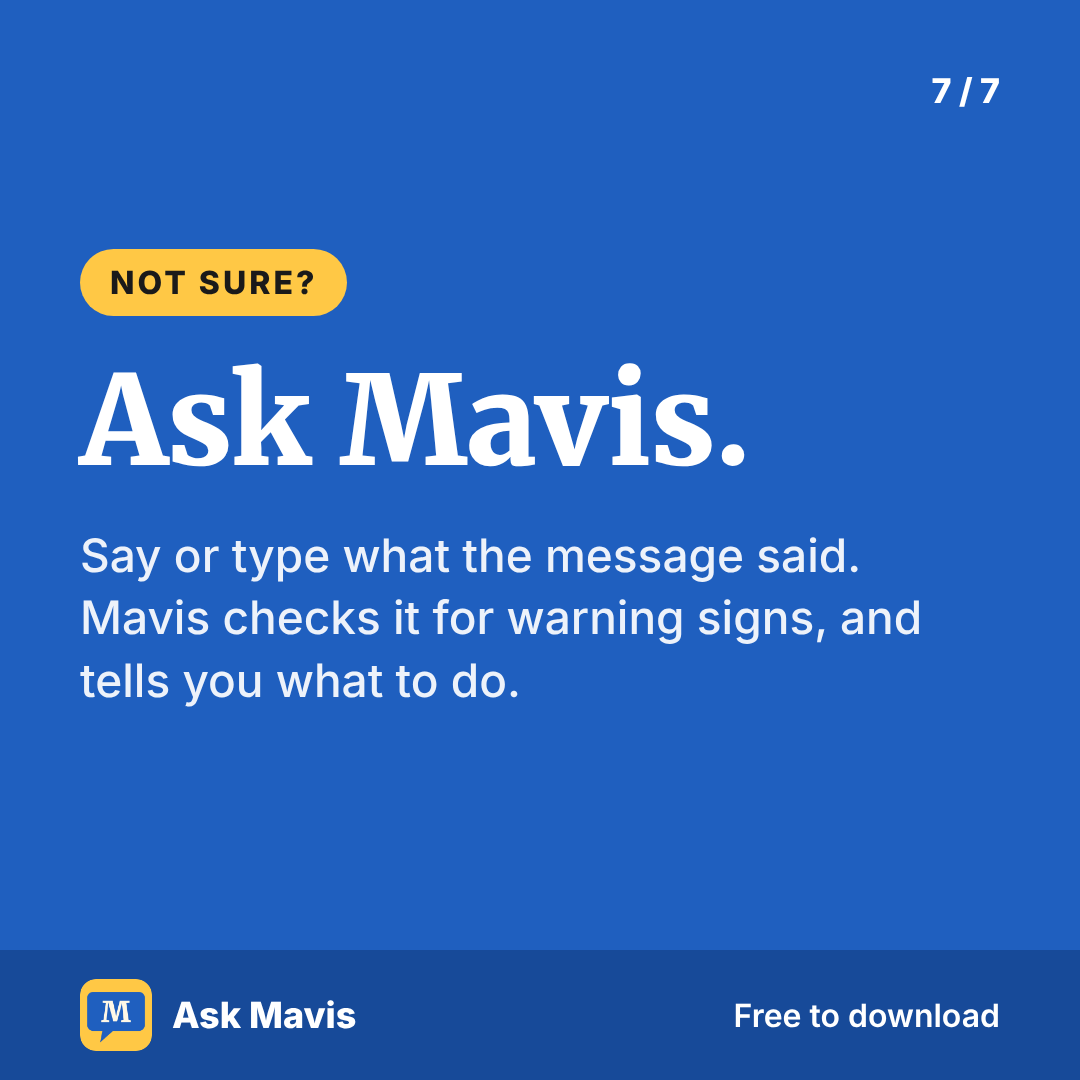 7 / 7
NOT SURE?
Ask Mavis.
Say or type what the message said.
Mavis checks it for warning signs, and
tells you what to do.
M
Ask Mavis
Free to download